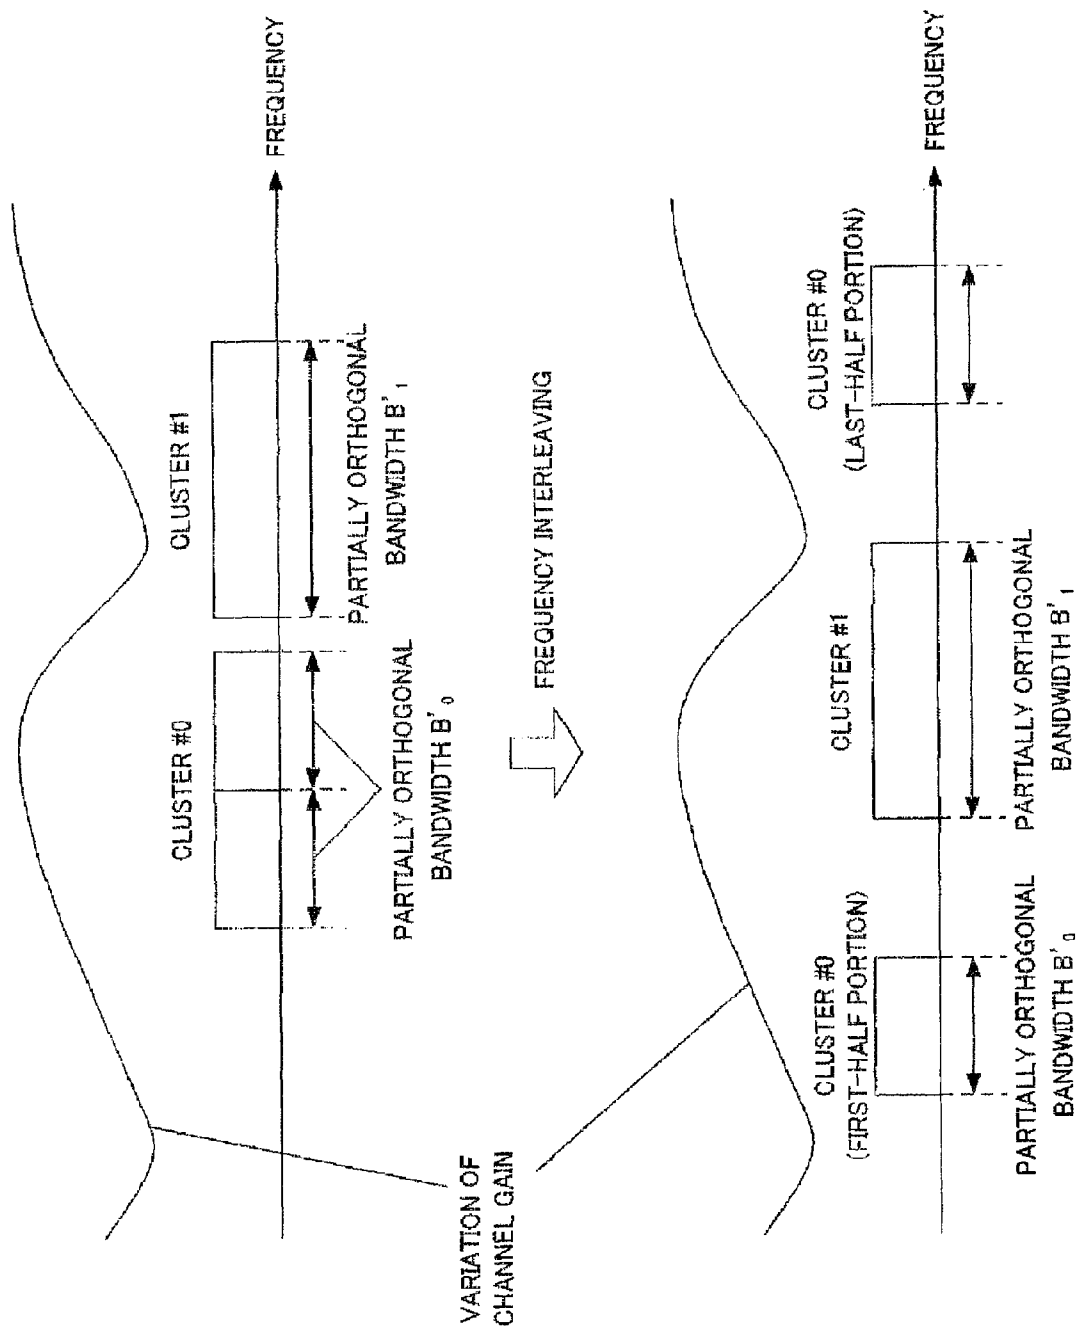 CLUSTER #0
CLUSTER #1
FREQUENCY
PARTIALLY ORTHOGONAL
BANDWIDTH B'0
PARTIALLY ORTHOGONAL
BANDWIDTH B'1
VARIATION OF
CHANNEL GAIN
FREQUENCY INTERLEAVING
CLUSTER #0
(FIRST-HALF PORTION)
CLUSTER #1
CLUSTER #0
(LAST-HALF PORTION)
FREQUENCY
PARTIALLY ORTHOGONAL
BANDWIDTH B'0
PARTIALLY ORTHOGONAL
BANDWIDTH B'1